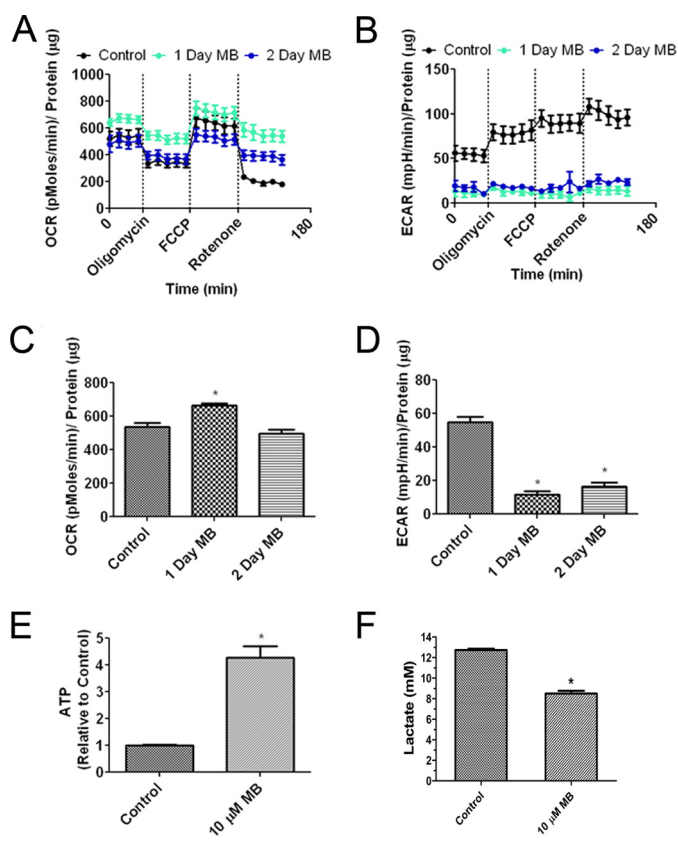 A
Control 1 Day MB 2 Day MB
OCR (pMoles/min)/ Protein (µg)
1000
800
600
400
200
0
0
Oligomycin
FCCP
Rotenone
180
Time (min)
B
Control 1 Day MB 2 Day MB
ECAR (mpH/min)/Protein (µg)
150
100
50
0
0
Oligomycin
FCCP
Rotenone
180
Time (min)
C
OCR (pMoles/min)/ Protein (µg)
800
600
400
200
0
*
Control
1 Day MB
2 Day MB
D
ECAR (mpH/min)/Protein (µg)
80
60
40
20
0
*
*
Control
1 Day MB
2 Day MB
E
ATP
(Relative to Control)
5
4
3
2
1
0
*
Control
10 µM MB
F
Lactate (mM)
14
12
10
8
6
4
2
0
*
Control
10 µM MB